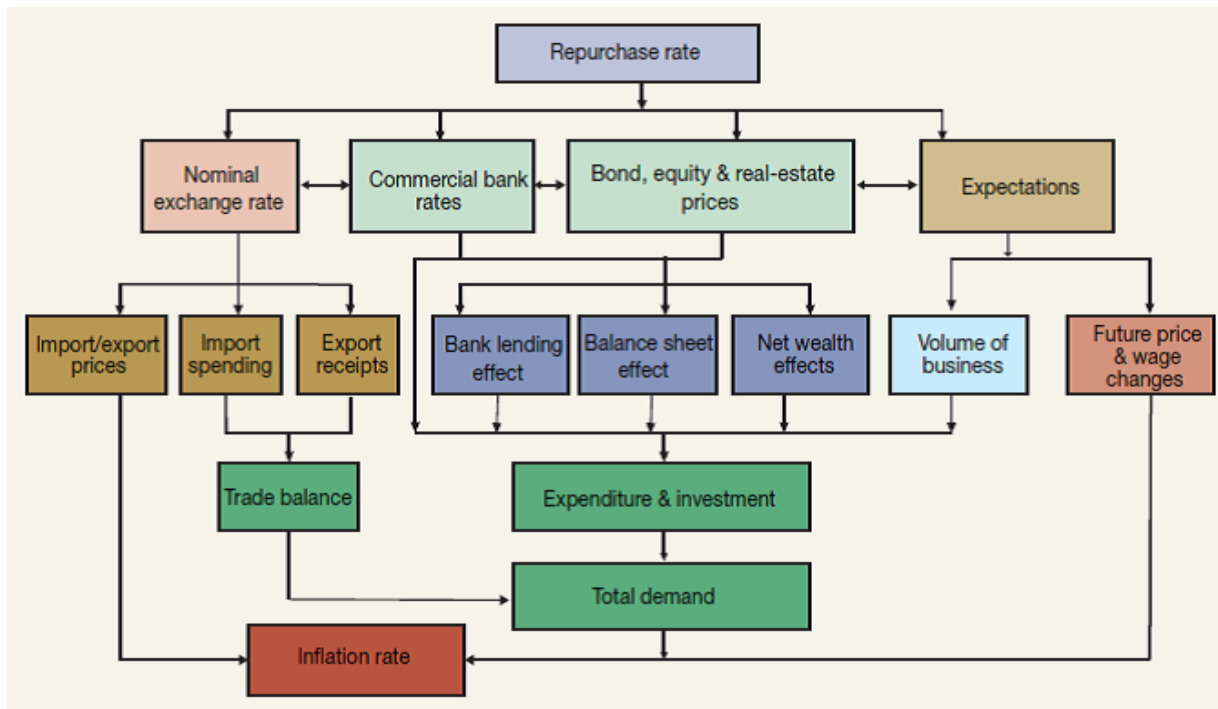 Repurchase rate
Nominal
exchange rate
Commercial bank
rates
Bond, equity & real-estate
prices
Expectations
Import/export
prices
Import
spending
Export
receipts
Bank lending
effect
Balance sheet
effect
Net wealth
effects
Volume of
business
Future price
& wage
changes
Trade balance
Expenditure & investment
Total demand
Inflation rate